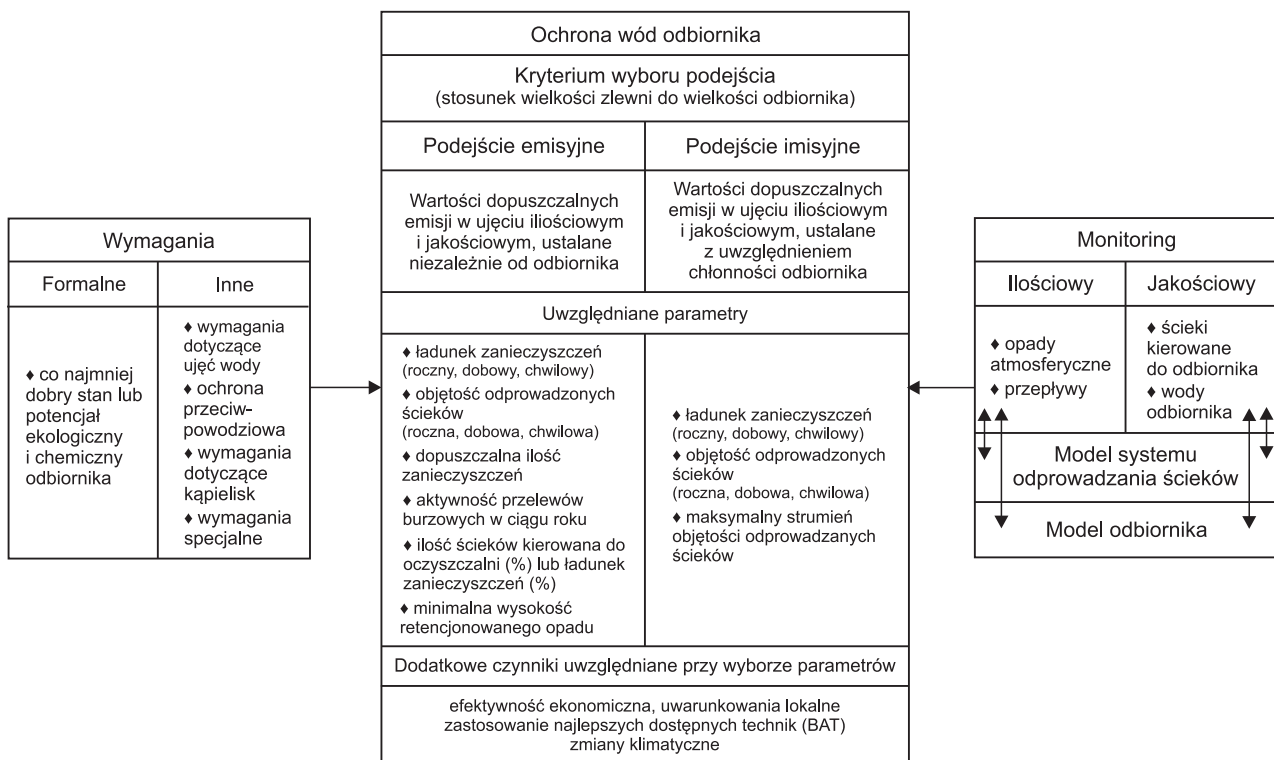 Wymagania
Formalne
♦ co najmniej
dobry stan lub
potencjał
ekologiczny
i chemiczny
odbiornika
Inne
♦ wymagania
dotyczące
ujęć wody
♦ ochrona
przeciw-
powodziowa
♦ wymagania
dotyczące
kąpielisk
♦ wymagania
specjalne
Ochrona wód odbiornika
Kryterium wyboru podejścia
(stosunek wielkości zlewni do wielkości odbiornika)
Podejście emisyjne
Wartości dopuszczalnych
emisji w ujęciu iliościowym
i jakościowym, ustalane
niezależnie od odbiornika
Podejście imisyjne
Wartości dopuszczalnych
emisji w ujęciu iliościowym
i jakościowym, ustalane
z uwzględnieniem
chłonności odbiornika
Uwzględniane parametry
♦ ładunek zanieczyszczeń
(roczny, dobowy, chwilowy)
♦ objętość odprowadzonych
ścieków
(roczna, dobowa, chwilowa)
♦ dopuszczalna ilość
zanieczyszczeń
♦ aktywność przelewów
burzowych w ciągu roku
♦ ilość ścieków kierowana do
oczyszczalni (%) lub ładunek
zanieczyszczeń (%)
♦ minimalna wysokość
retencjonowanego opadu
♦ ładunek zanieczyszczeń
(roczny, dobowy, chwilowy)
♦ objętość odprowadzonych
ścieków
(roczna, dobowa, chwilowa)
♦ maksymalny strumień
objętości odprowadzanych
ścieków
Dodatkowe czynniki uwzględniane przy wyborze parametrów
efektywność ekonomiczna, uwarunkowania lokalne
zastosowanie najlepszych dostępnych technik (BAT)
zmiany klimatyczne
Monitoring
Ilościowy
♦ opady
atmosferyczne
♦ przepływy
Jakościowy
♦ ścieki
kierowane
do odbiornika
♦ wody
odbiornika
Model systemu
odprowadzania ścieków
Model odbiornika